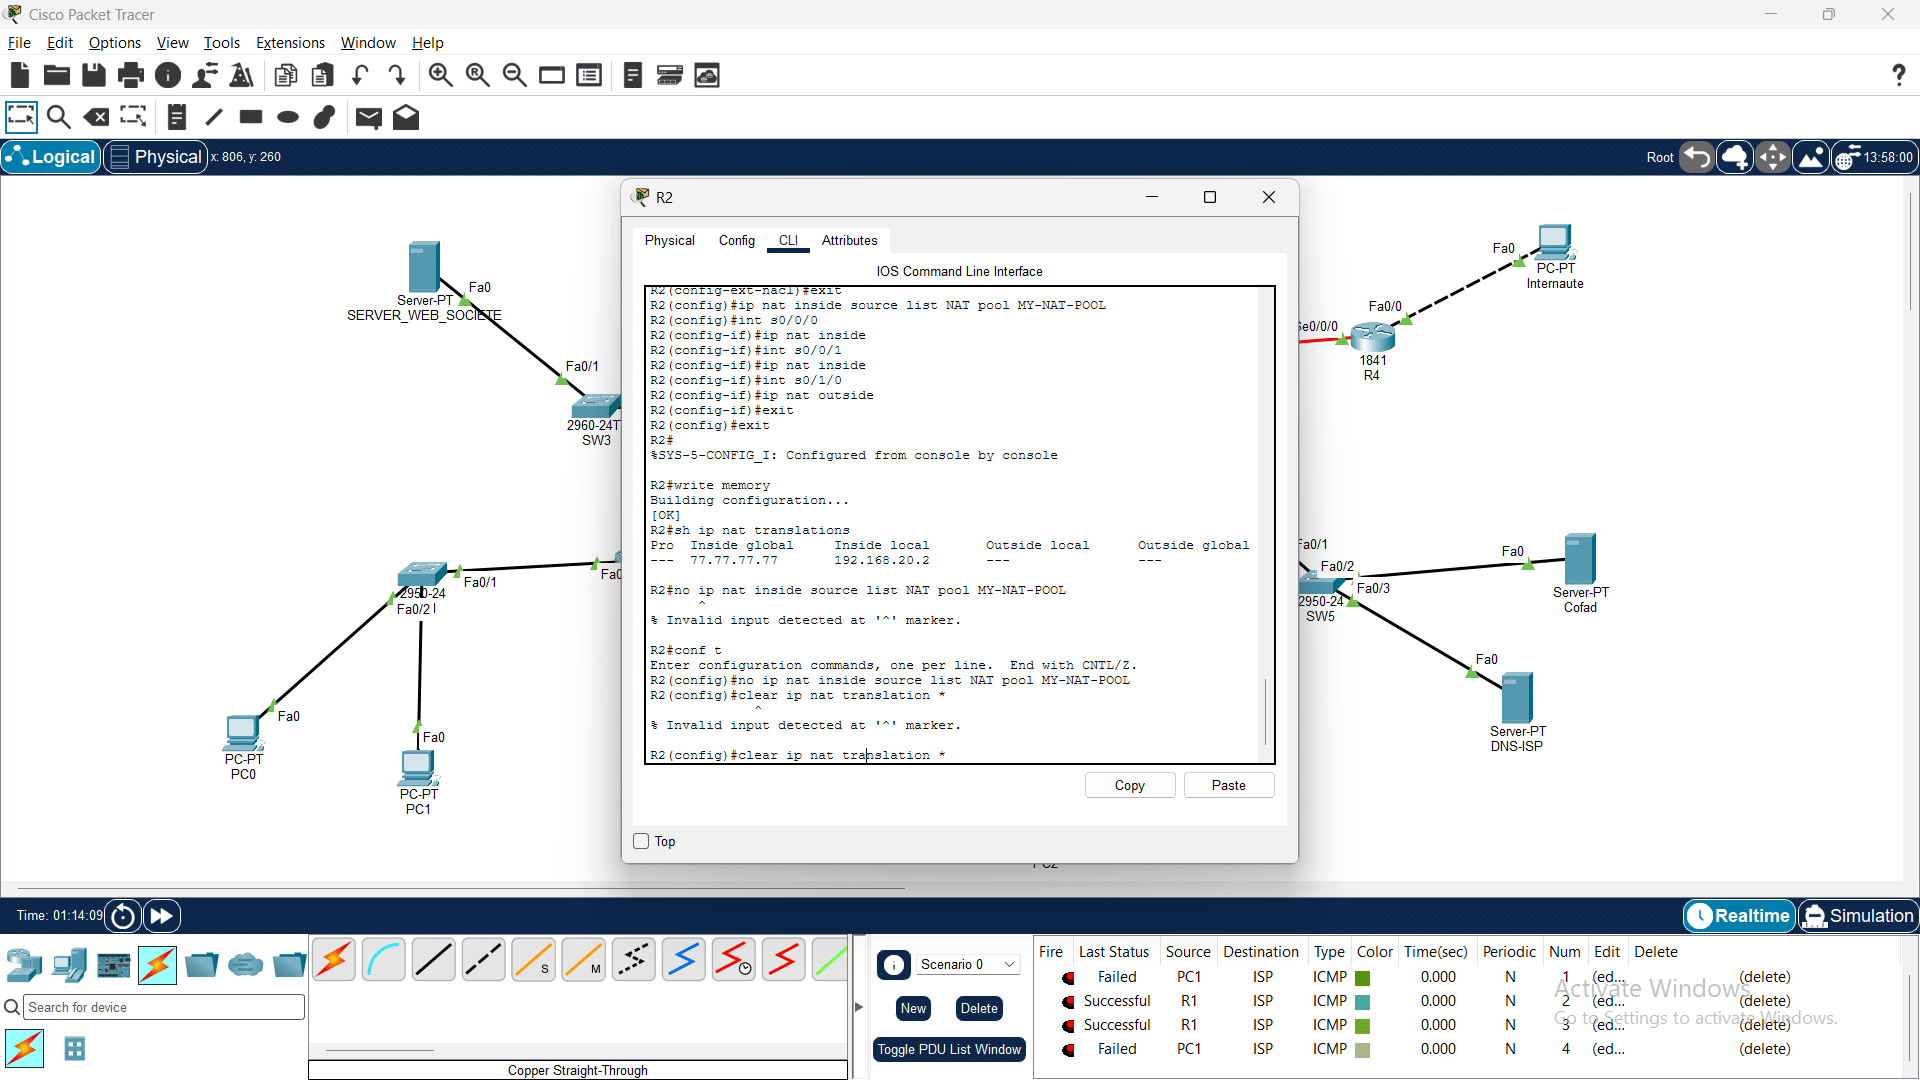 Cisco Packet Tracer
File Edit Options View Tools Extensions Window Help
Logical Physical x: 806, y: 260 Root 13:58:00
R2
Physical Config CLI Attributes
IOS Command Line Interface
R2(config-ext-nacl)#exit
R2(config)#ip nat inside source list NAT pool MY-NAT-POOL
R2(config)#int s0/0/0
R2(config-if)#ip nat inside
R2(config-if)#int s0/0/1
R2(config-if)#ip nat inside
R2(config-if)#int s0/1/0
R2(config-if)#ip nat outside
R2(config-if)#exit
R2(config)#exit
R2#
%SYS-5-CONFIG_I: Configured from console by console
R2#write memory
Building configuration...
[OK]
R2#sh ip nat translations
Pro Inside global Inside local Outside local Outside global
--- 77.77.77.77 192.168.20.2 --- ---
R2#no ip nat inside source list NAT pool MY-NAT-POOL
^
% Invalid input detected at '^' marker.
R2#conf t
Enter configuration commands, one per line. End with CNTL/Z.
R2(config)#no ip nat inside source list NAT pool MY-NAT-POOL
R2(config)#clear ip nat translation *
^
% Invalid input detected at '^' marker.
R2(config)#clear ip nat translation *
Copy Paste
Top
Fa0
Server-PT
SERVER_WEB_SOCIETE
Fa0/1
2960-24T
SW3
Fa0/1
2950-24
Fa0/2
Fa0
PC-PT
PC0
Fa0
PC-PT
PC1
Fa0
PC-PT
Internaute
Fa0/0
Se0/0/0
1841
R4
Fa0/1
Fa0/2
Fa0/3
2950-24
SW5
Fa0
Server-PT
Cofad
Fa0
Server-PT
DNS-ISP
PC2
Time: 01:14:09 Realtime Simulation
Search for device
S
M
Copper Straight-Through
Scenario 0
New Delete
Toggle PDU List Window
Fire Last Status Source Destination Type Color Time(sec) Periodic Num Edit Delete
Failed PC1 ISP ICMP 0.000 N 1 (ed... (delete)
Successful R1 ISP ICMP 0.000 N 2 (ed... (delete)
Successful R1 ISP ICMP 0.000 N 3 (ed... (delete)
Failed PC1 ISP ICMP 0.000 N 4 (ed... (delete)
Activate Windows
Go to Settings to activate Windows.